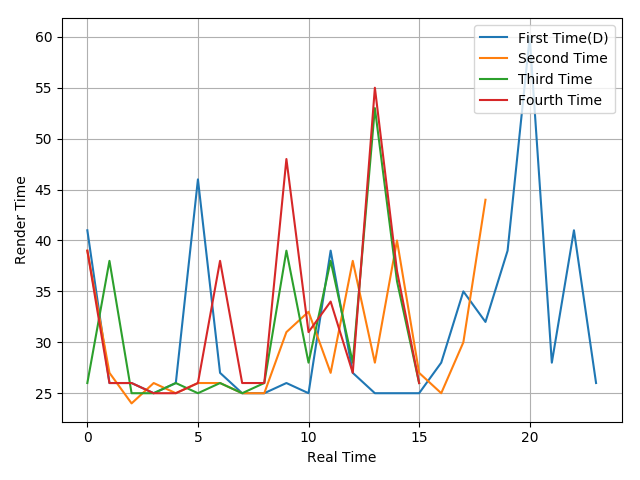 First Time(D)
Second Time
Third Time
Fourth Time
60
55
50
45
40
35
30
25
Render Time
0 5 10 15 20
Real Time